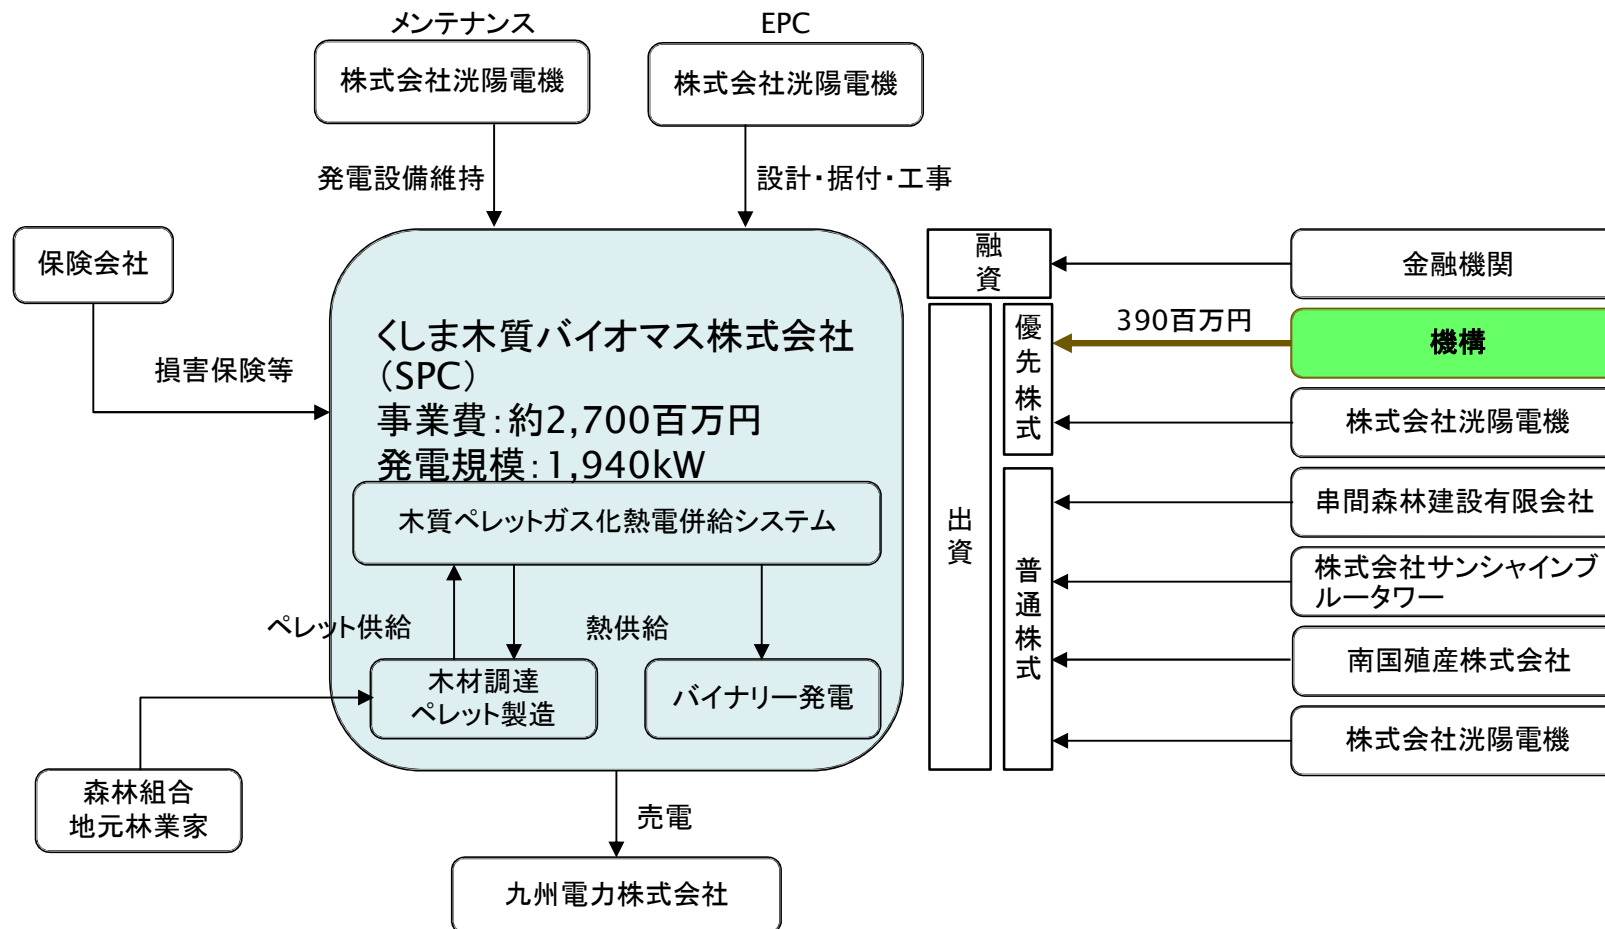 メンテナンス
EPC
株式会社洸陽電機
株式会社洸陽電機
発電設備維持
設計・据付・工事
保険会社
損害保険等
くしま木質バイオマス株式会社
(SPC)
事業費:約2,700百万円
発電規模:1,940kW
木質ペレットガス化熱電併給システム
ペレット供給
熱供給
木材調達
ペレット製造
バイナリー発電
森林組合
地元林業家
売電
九州電力株式会社
融資
出資
優先株式
普通株式
390百万円
金融機関
機構
株式会社洸陽電機
串間森林建設有限会社
株式会社サンシャインブ
ルータワー
南国殖産株式会社
株式会社洸陽電機